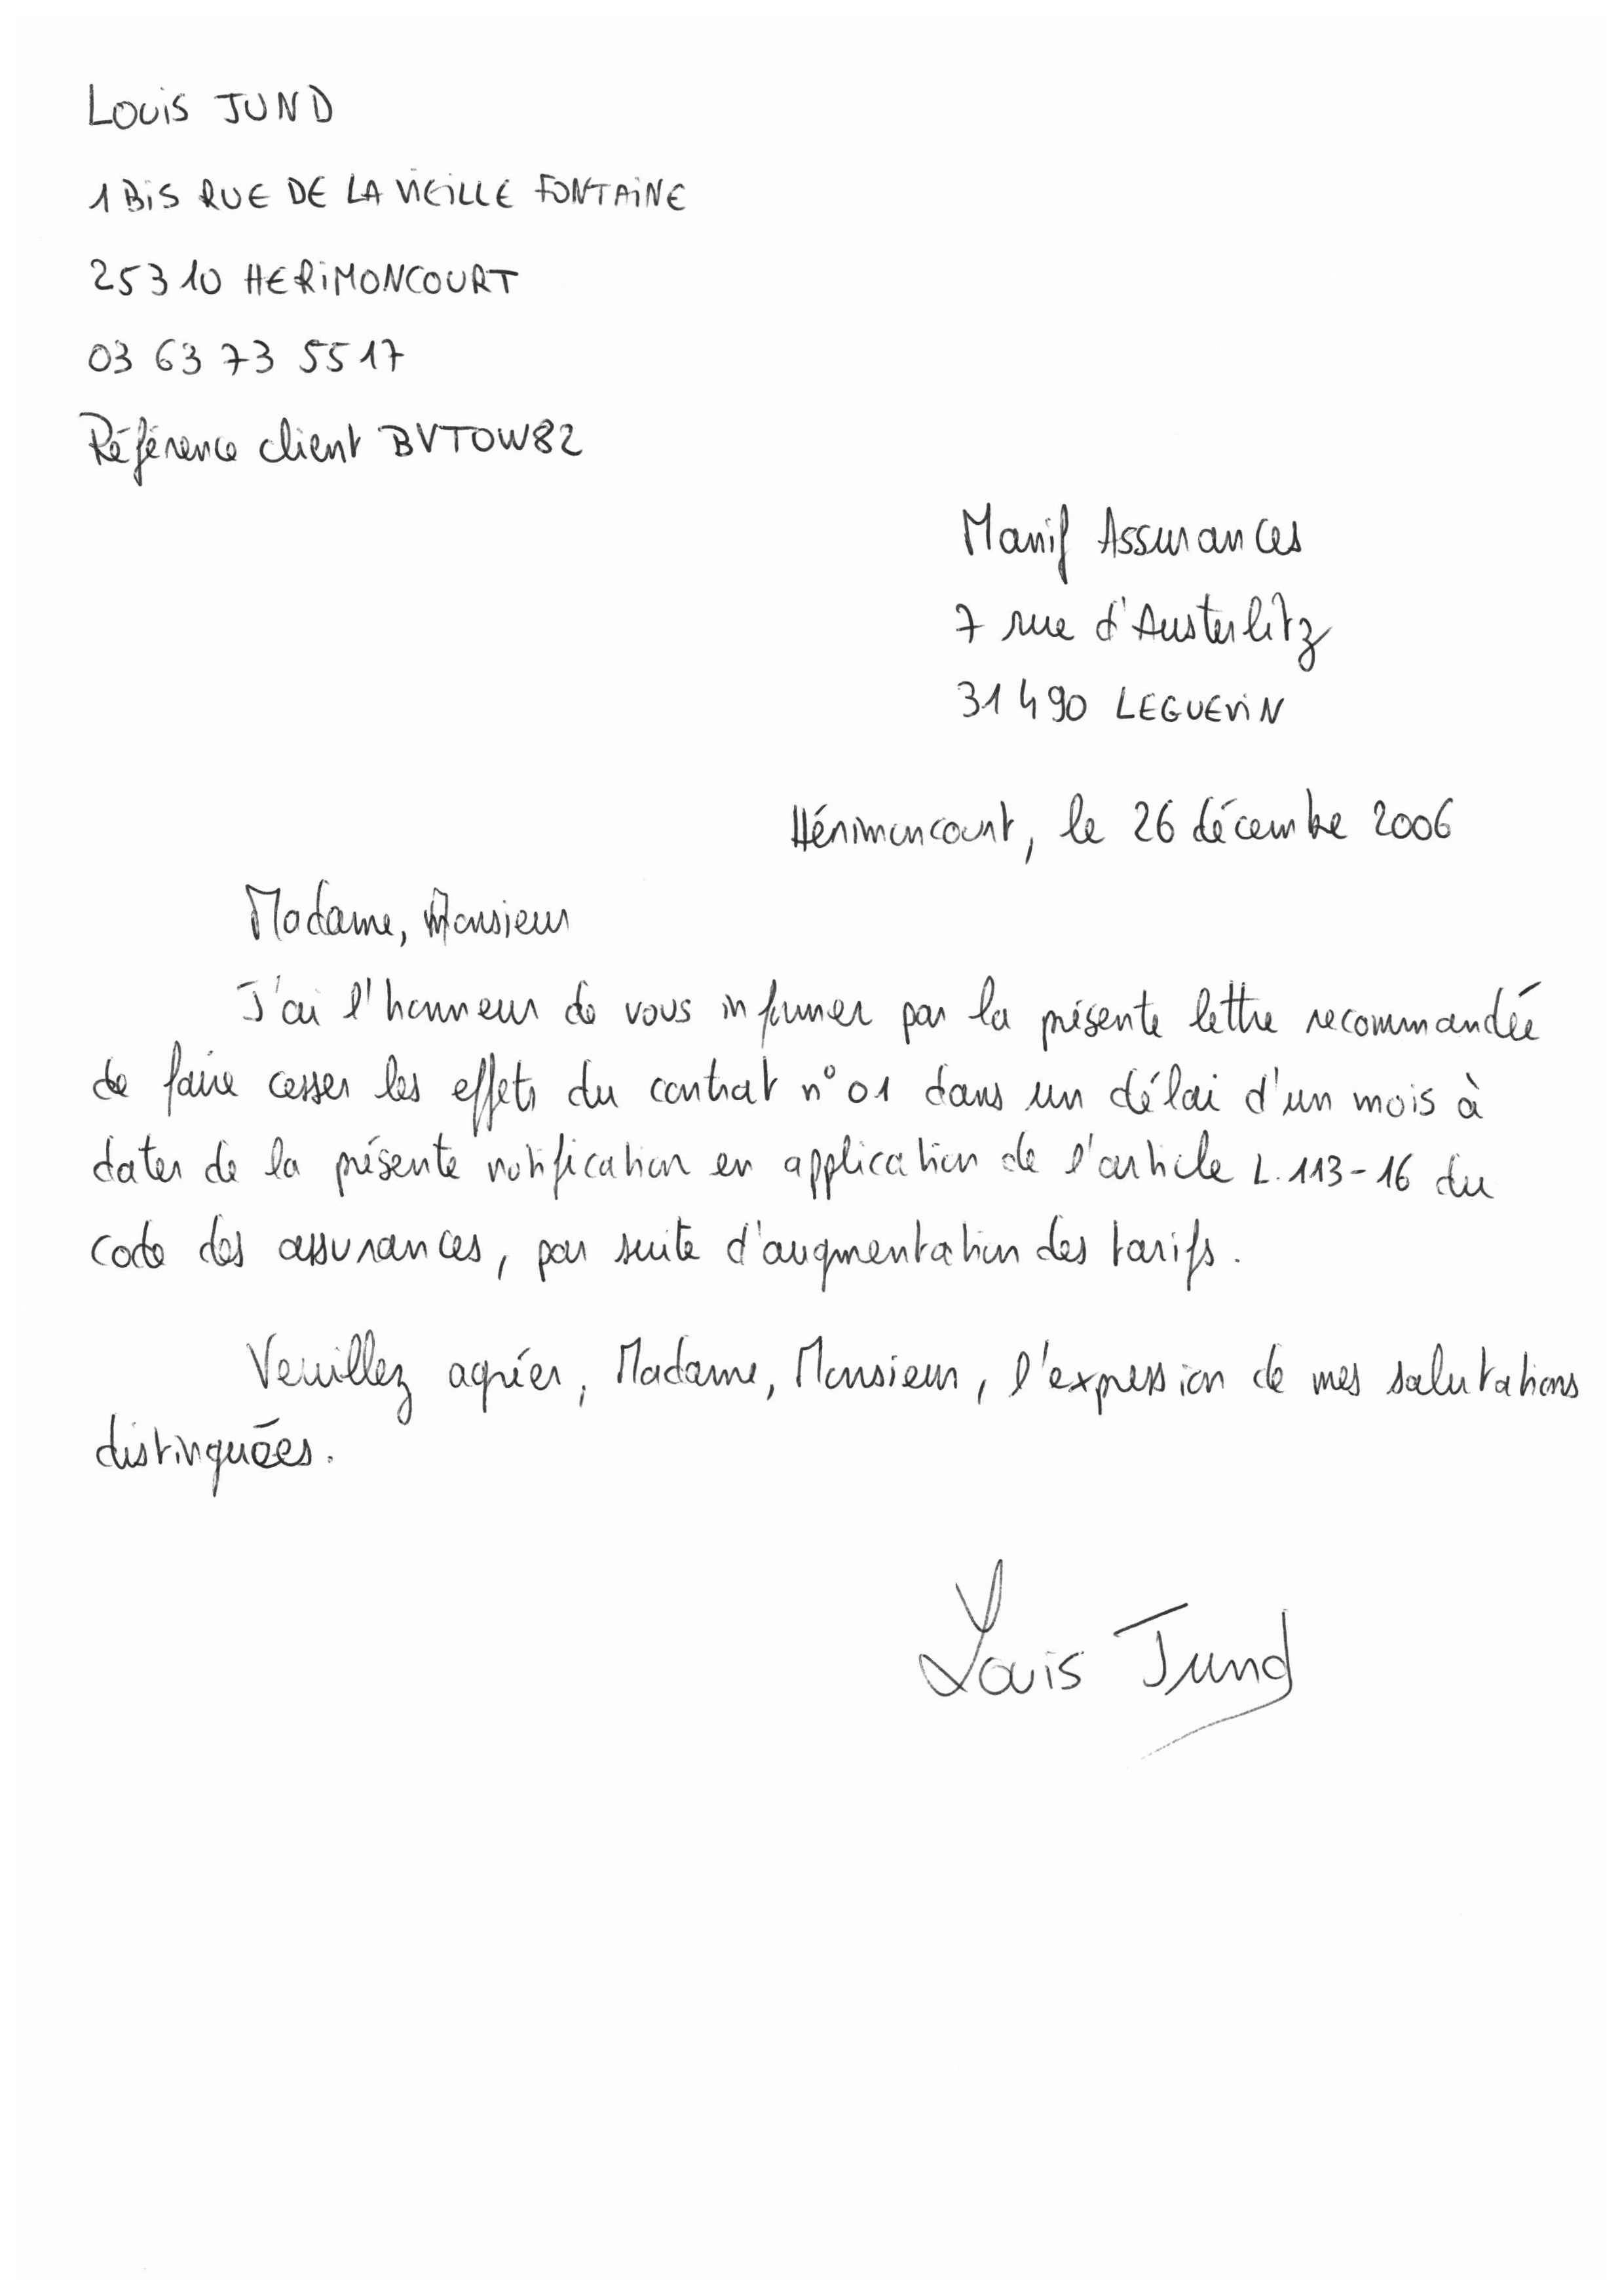 Louis JUND
1 BIS RUE DE LA VIEILLE FONTAINE
25310 HERIMONCOURT
03 63 73 55 17
Référence client BVTOW82
Manif Assurances
7 rue d'Austerlitz
31490 LEGUEVIN
Hérimoncourt, le 26 décembre 2006
Madame, Monsieur
J'ai l'honneur de vous informer par la présente lettre recommandée
de faire cesser les effets du contrat n° 01 dans un délai d'un mois à
dater de la présente notification en application de l'article L.113-16 du
code des assurances, par suite d'augmentation des tarifs.
Veuillez agréer, Madame, Monsieur, l'expression de mes salutations
distinguées.
Louis Jund